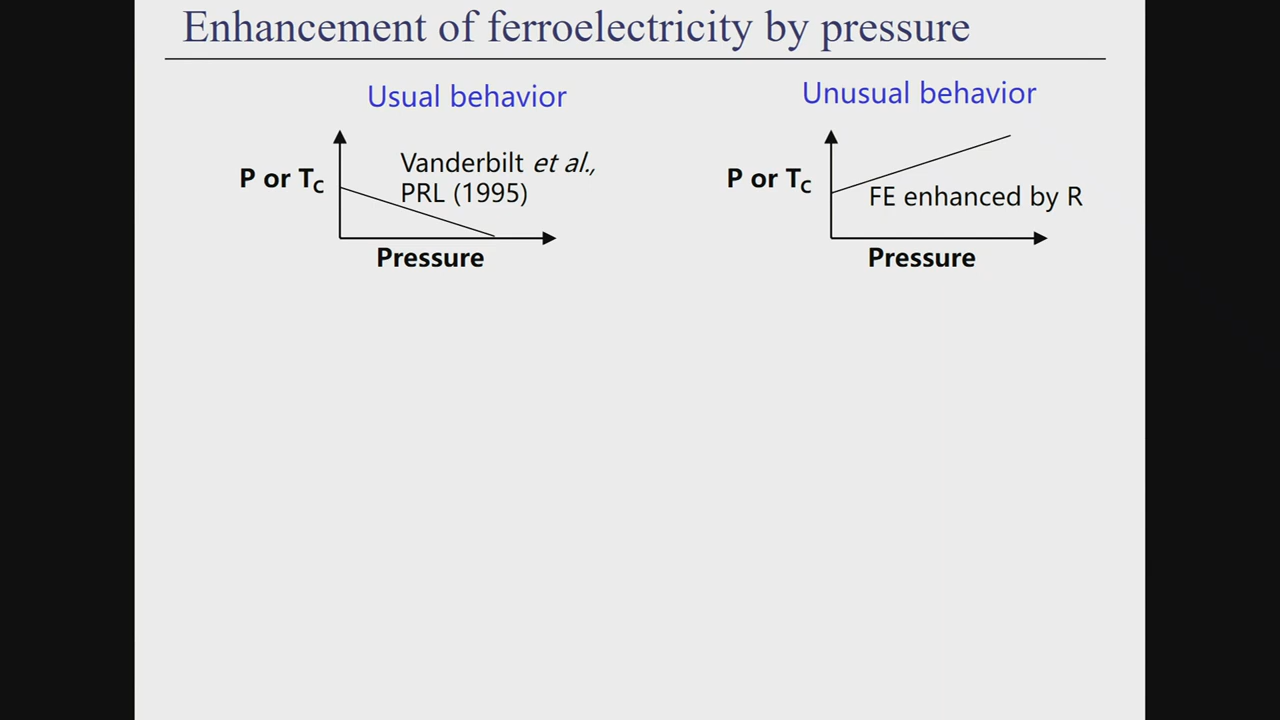 Enhancement of ferroelectricity by pressure
Usual behavior
P or TC
Vanderbilt et al.,
PRL (1995)
Pressure
Unusual behavior
P or TC
FE enhanced by R
Pressure